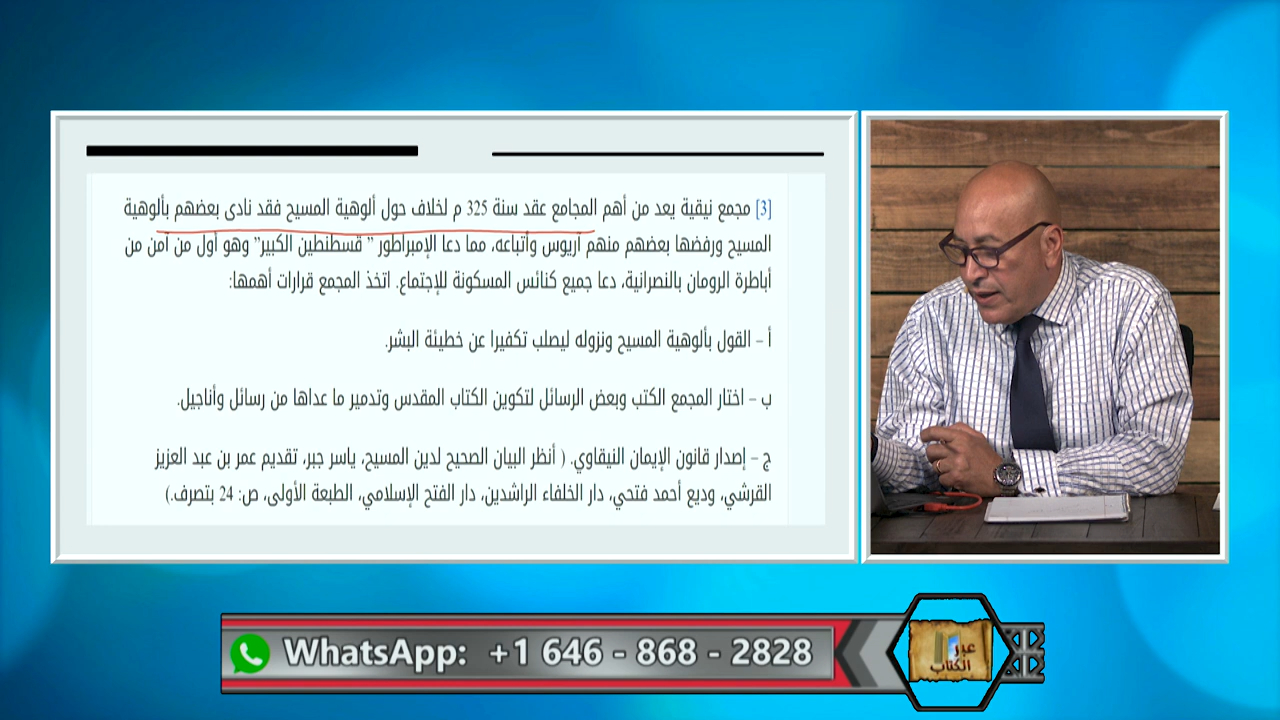 [3] مجمع نيقية يعد من أهم المجامع عقد سنة 325 م لخلاف حول ألوهية المسيح فقد نادى بعضهم بألوهية
المسيح ورفضها بعضهم منهم آريوس وأتباعه، مما دعا الإمبراطور ” قسطنطين الكبير” وهو أول من آمن من
أباطرة الرومان بالنصرانية، دعا جميع كنائس المسكونة للإجتماع. اتخذ المجمع قرارات أهمها:
أ – القول بألوهية المسيح ونزوله ليصلب تكفيرا عن خطيئة البشر.
ب – اختار المجمع الكتب وبعض الرسائل لتكوين الكتاب المقدس وتدمير ما عداها من رسائل وأناجيل.
ج – إصدار قانون الإيمان النيقاوي. ( أنظر البيان الصحيح لدين المسيح، ياسر جبر، تقديم عمر بن عبد العزيز
القرشي، وديع أحمد فتحي، دار الخلفاء الراشدين، دار الفتح الإسلامي، الطبعة الأولى، ص: 24 بتصرف.)
WhatsApp: +1 646 - 868 - 2828
عبر
الكتاب